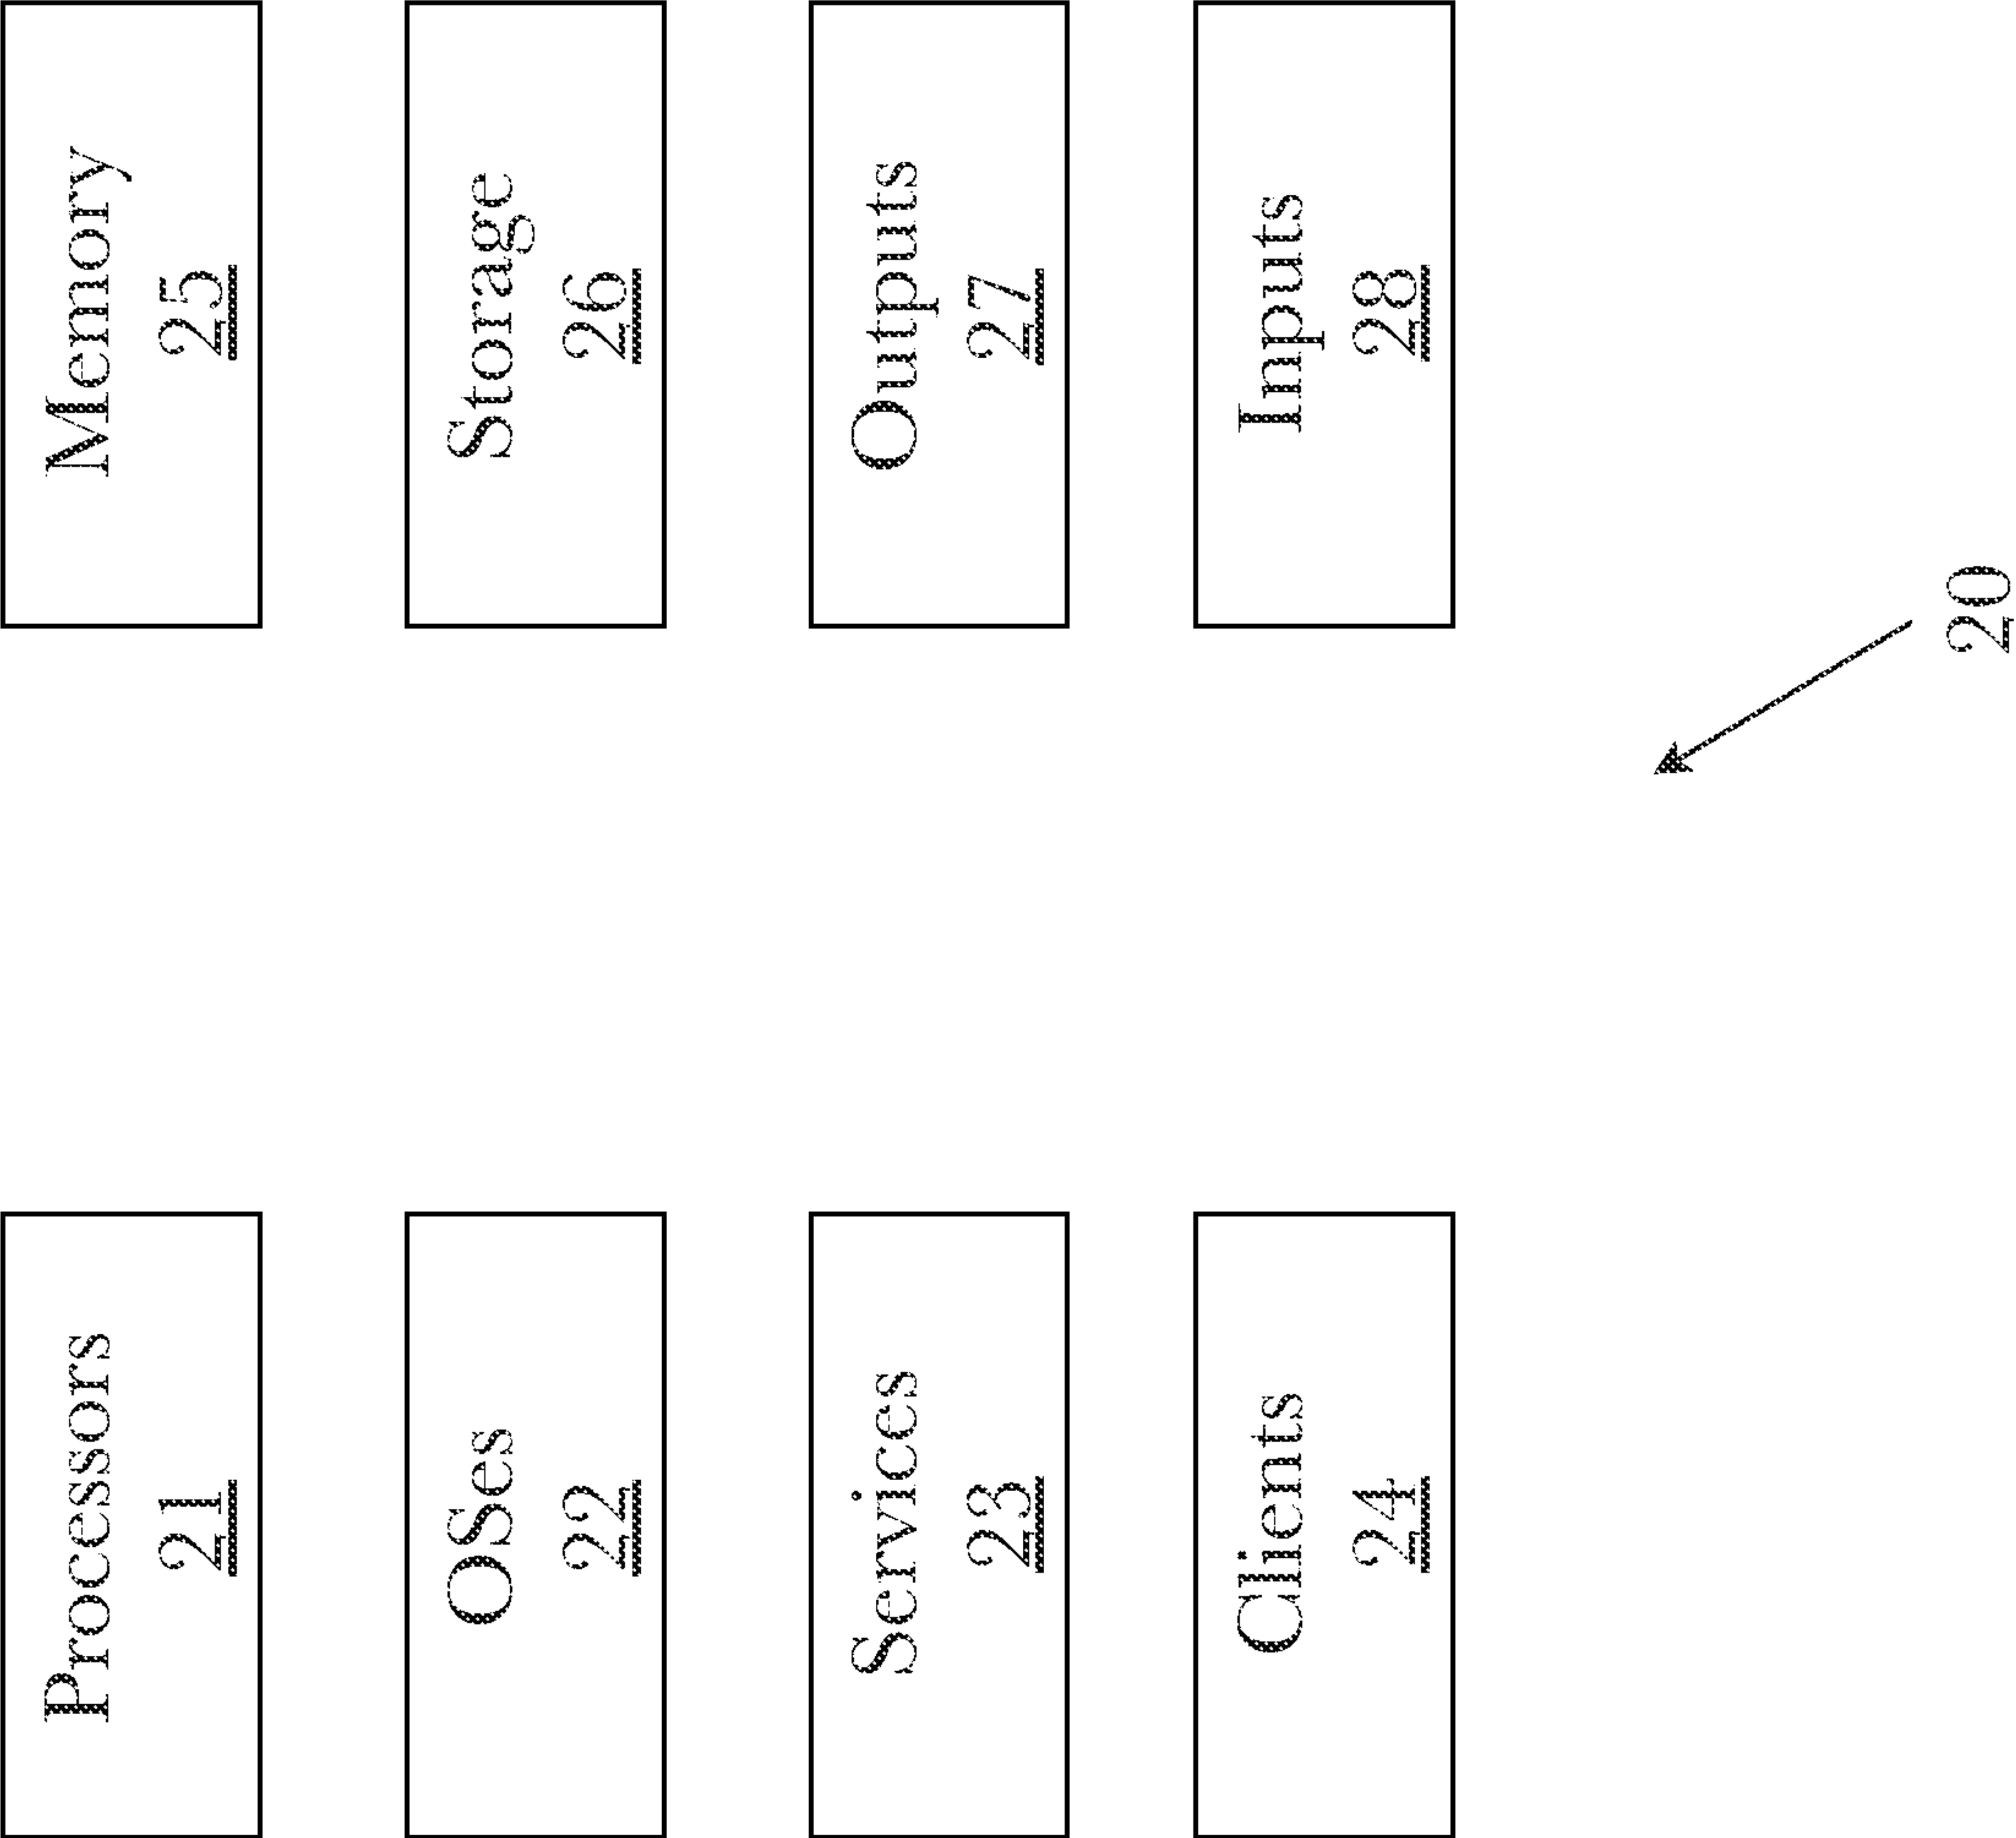 Processors
21
Memory
25
OSes
22
Storage
26
Services
23
Outputs
27
Clients
24
Inputs
28
20